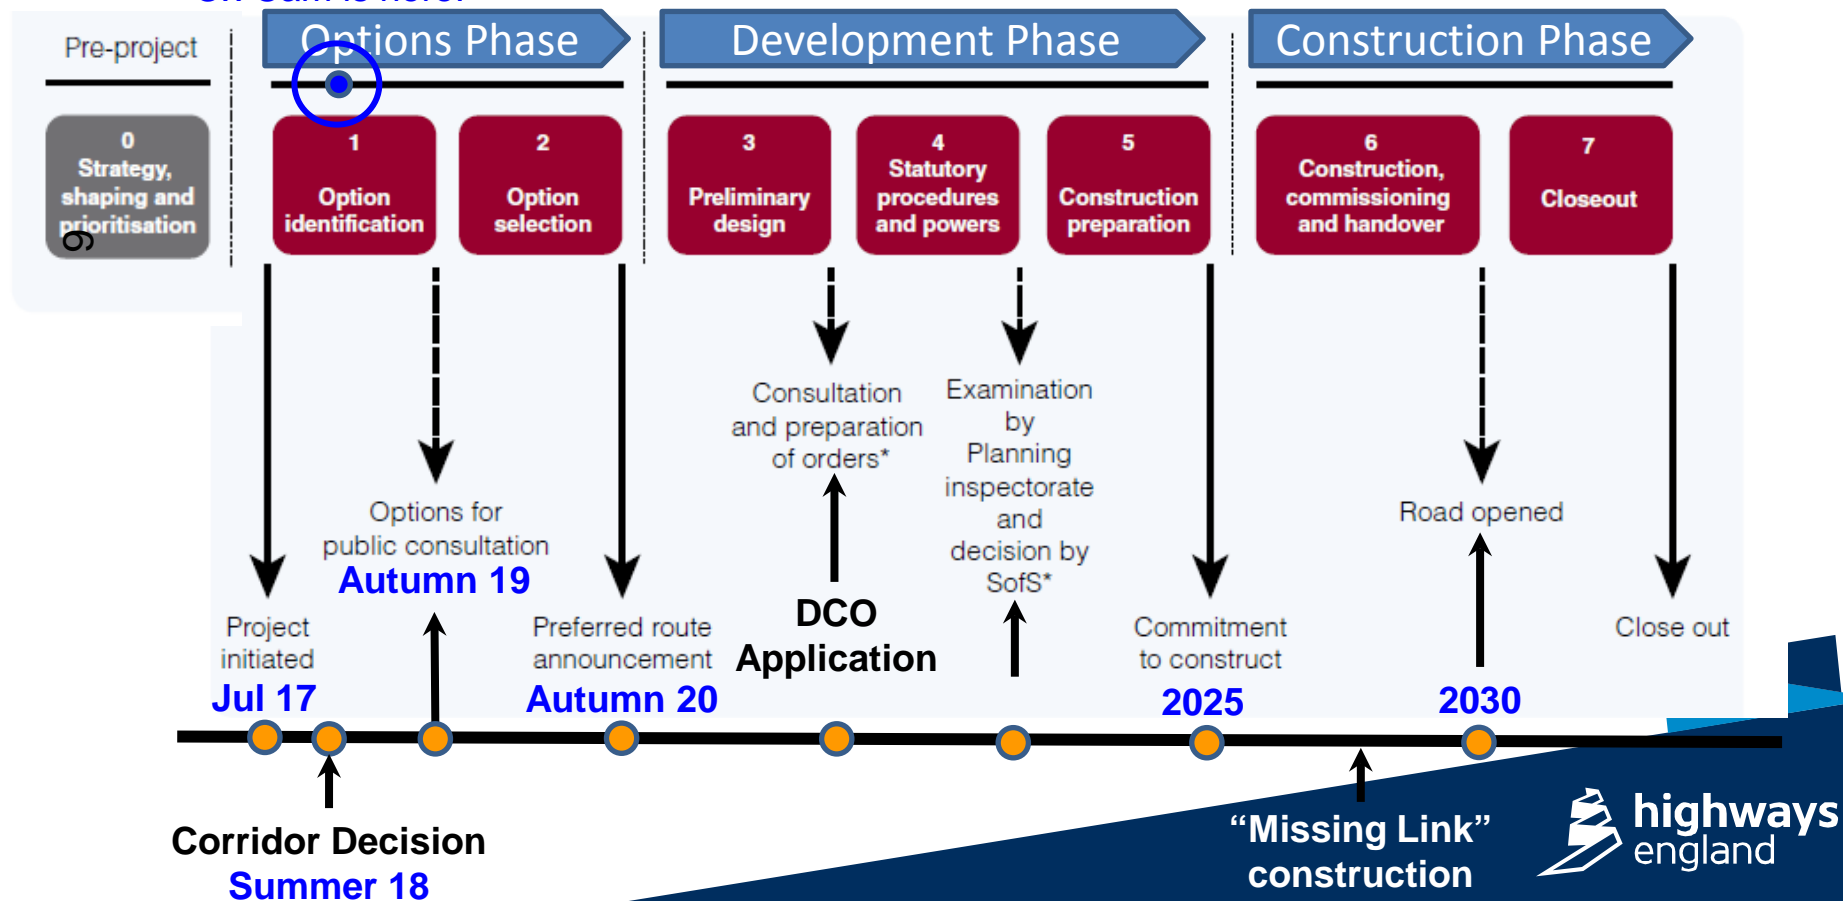 is here.
Pre-project
Options Phase
Development Phase
Construction Phase
0
Strategy,
shaping and
prioritisation
9
1
Option
identification
2
Option
selection
3
Preliminary
design
4
Statutory
procedures
and powers
5
Construction
preparation
6
Construction,
commissioning
and handover
7
Closeout
Project
initiated
Jul 17
Options for
public consultation
Autumn 19
Preferred route
announcement
Autumn 20
Consultation
and preparation
of orders*
DCO
Application
Examination
by
Planning
inspectorate
and
decision by
SofS*
Commitment
to construct
2025
Road opened
2030
Close out
Corridor Decision
Summer 18
“Missing Link”
construction
highways
england